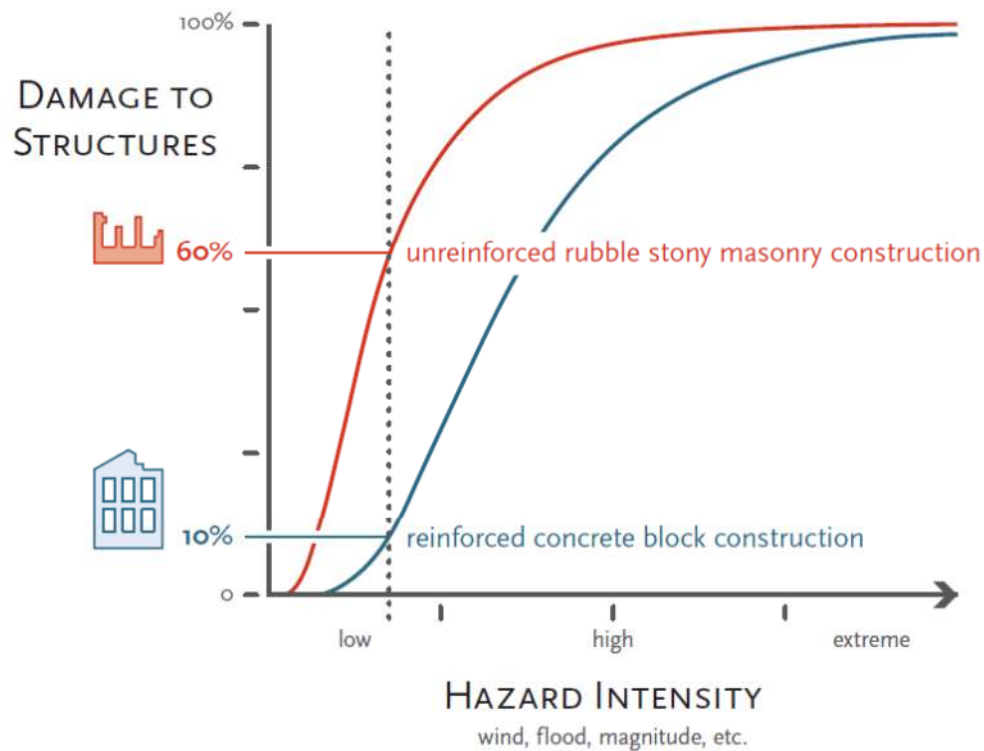 100%
DAMAGE TO
STRUCTURES
60%
unreinforced rubble stony masonry construction
10%
reinforced concrete block construction
0
low
high
extreme
HAZARD INTENSITY
wind, flood, magnitude, etc.